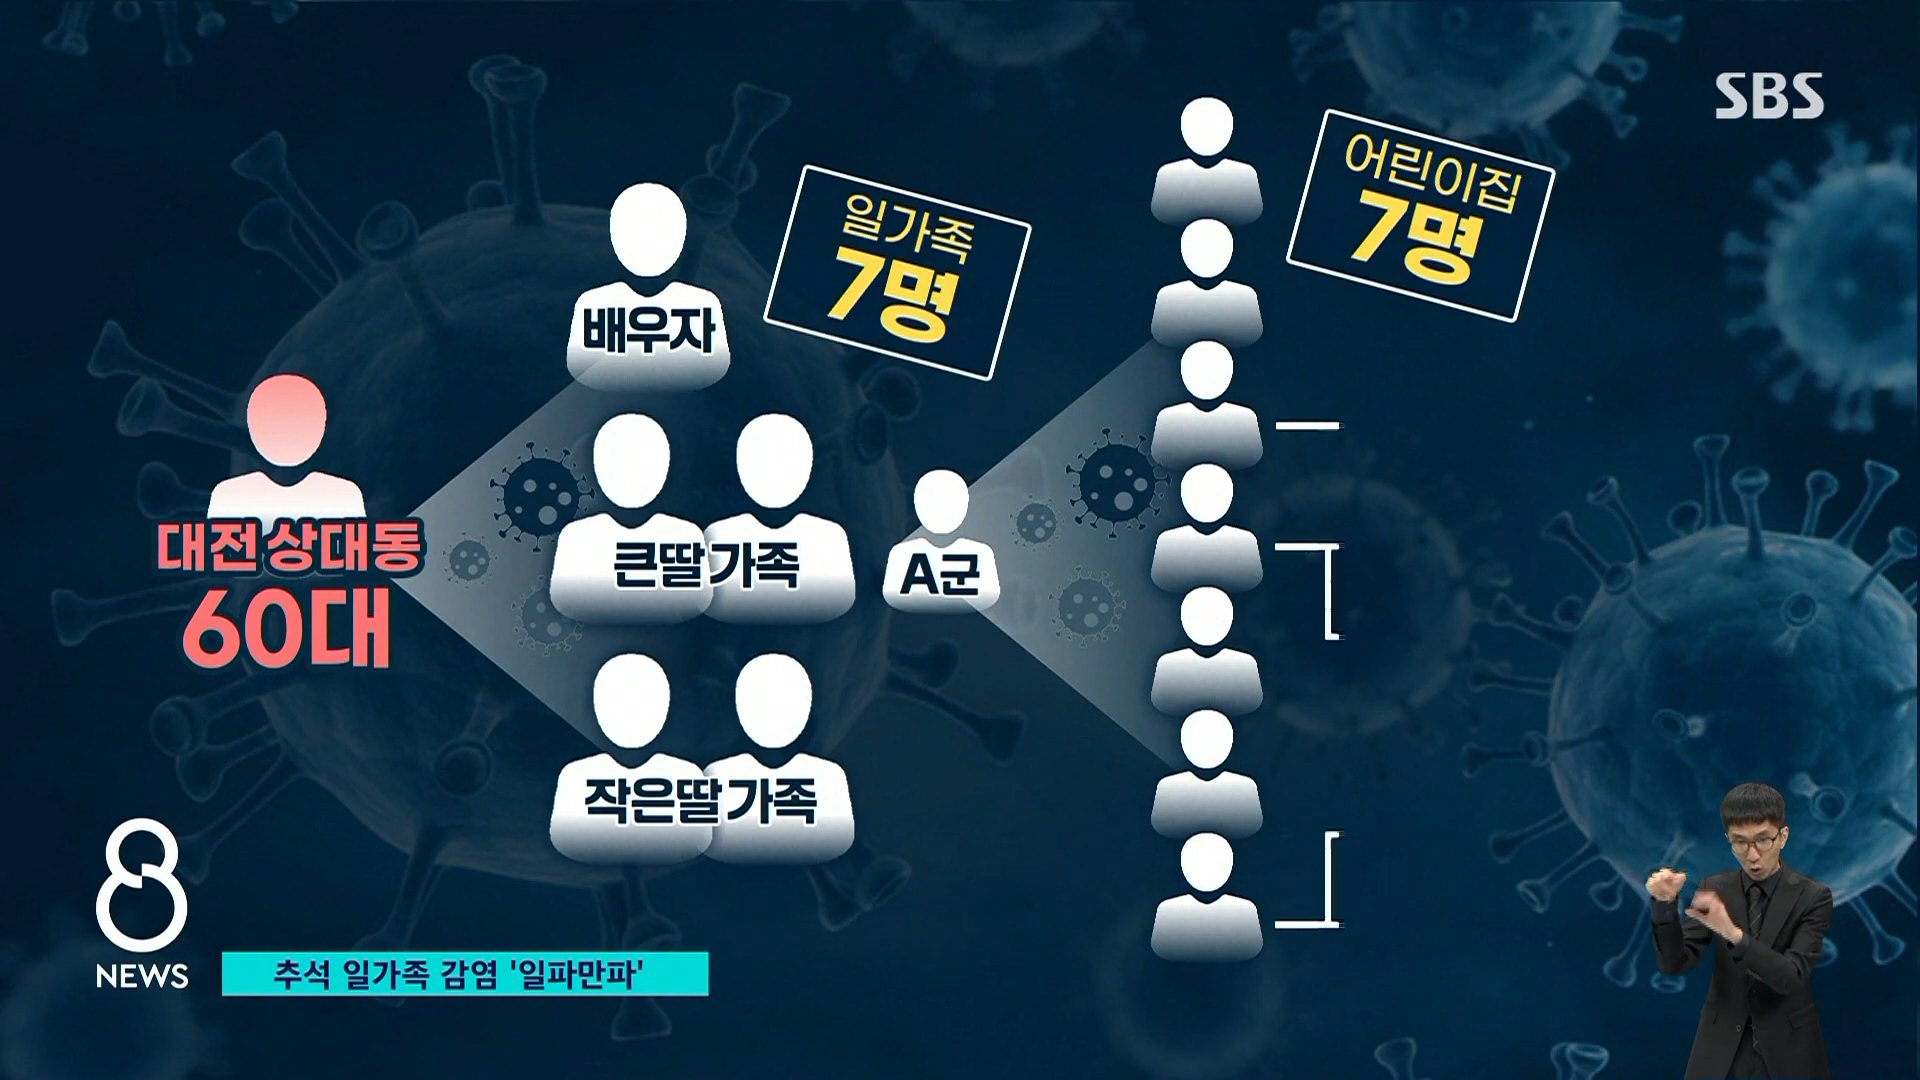 SBS
어린이집
7명
일가족
7명
배우자
대전 상대동
60대
큰딸 가족
A군
작은딸 가족
8
NEWS
추석 일가족 감염 '일파만파'